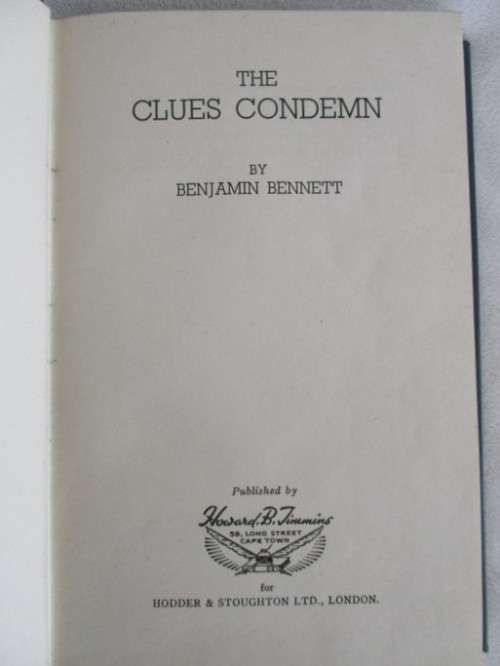 THE
CLUES CONDEMN
BY
BENJAMIN BENNETT
Published by
Howard B. Timmins
58, LONG STREET
CAPE TOWN
for
HODDER & STOUGHTON LTD., LONDON.